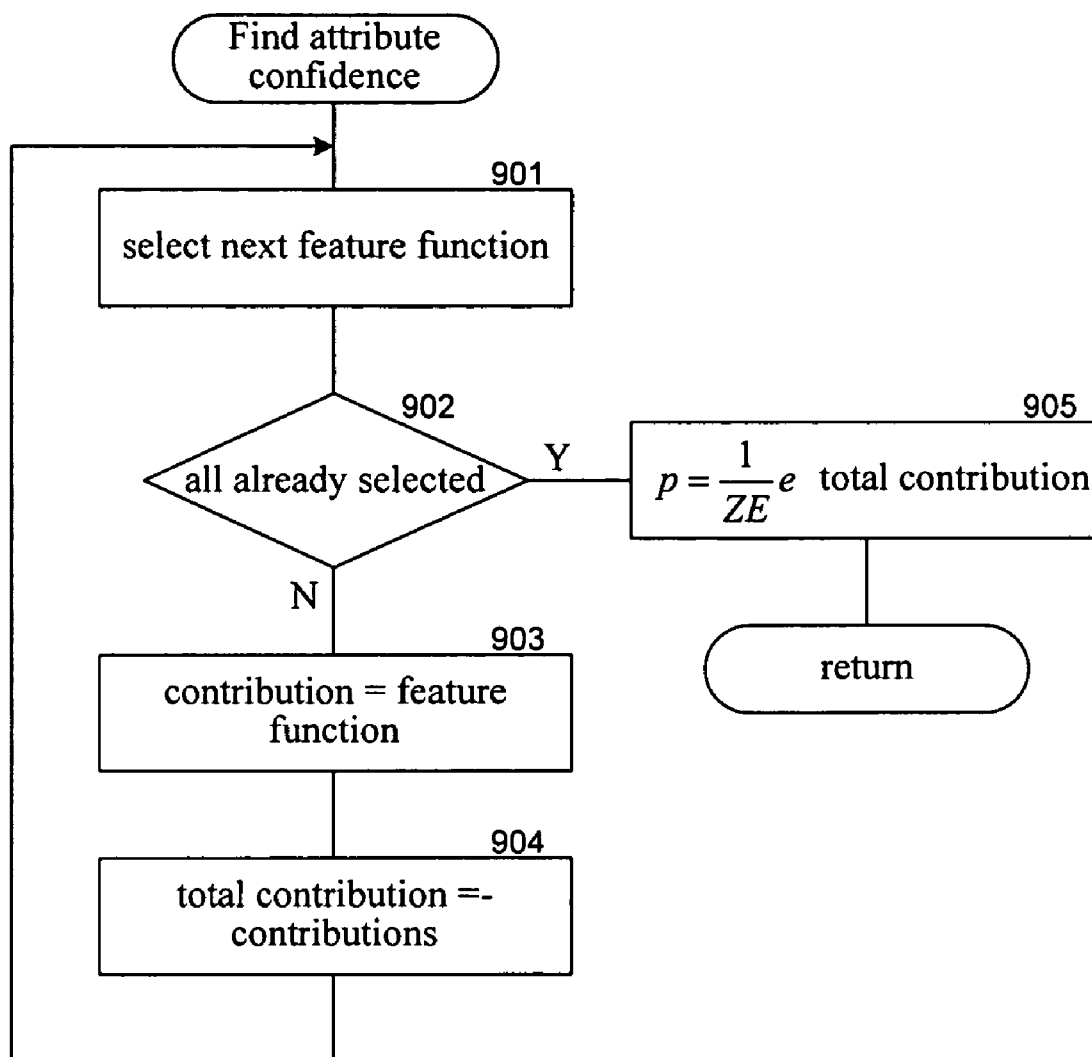 Find attribute
confidence
901
select next feature function
902
all already selected
Y
905
p = \frac{1}{ZE} e total contribution
return
N
903
contribution = feature
function
904
total contribution =-
contributions